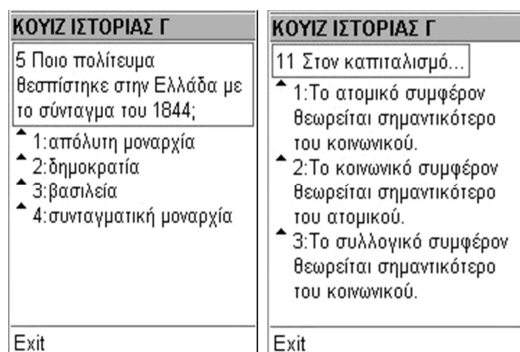 ΚΟΥΙΖ ΙΣΤΟΡΙΑΣ Γ
5 Ποιο πολίτευμα
θεσπίστηκε στην Ελλάδα με
το σύνταγμα του 1844;
1:απόλυτη μοναρχία
2:δημοκρατία
3:βασιλεία
4:συνταγματική μοναρχία
Exit
ΚΟΥΙΖ ΙΣΤΟΡΙΑΣ Γ
11 Στον καπιταλισμό...
1:Το ατομικό συμφέρον
θεωρείται σημαντικότερο
του κοινωνικού.
2:Το κοινωνικό συμφέρον
θεωρείται σημαντικότερο
του ατομικού.
3:Το συλλογικό συμφέρον
θεωρείται σημαντικότερο
του κοινωνικού.
Exit